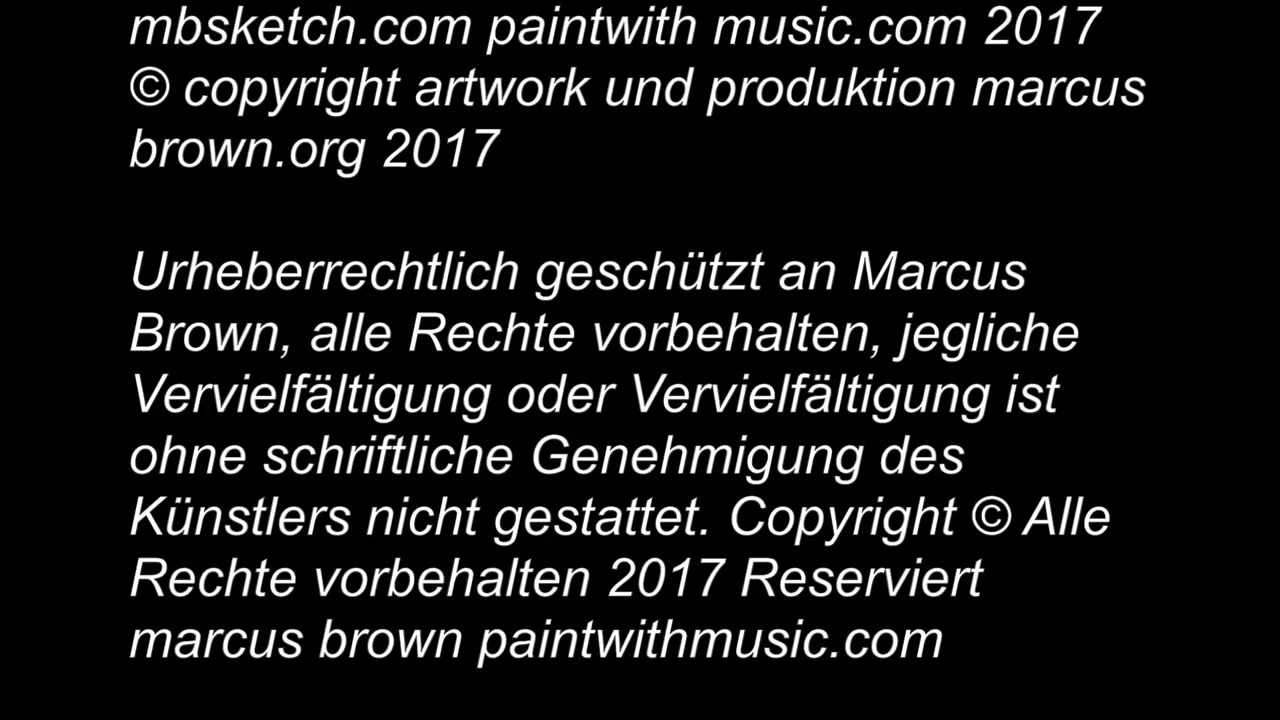 mbsketch.com paintwith music.com 2017
© copyright artwork und produktion marcus
brown.org 2017
Urheberrechtlich geschützt an Marcus
Brown, alle Rechte vorbehalten, jegliche
Vervielfältigung oder Vervielfältigung ist
ohne schriftliche Genehmigung des
Künstlers nicht gestattet. Copyright © Alle
Rechte vorbehalten 2017 Reserviert
marcus brown paintwithmusic.com